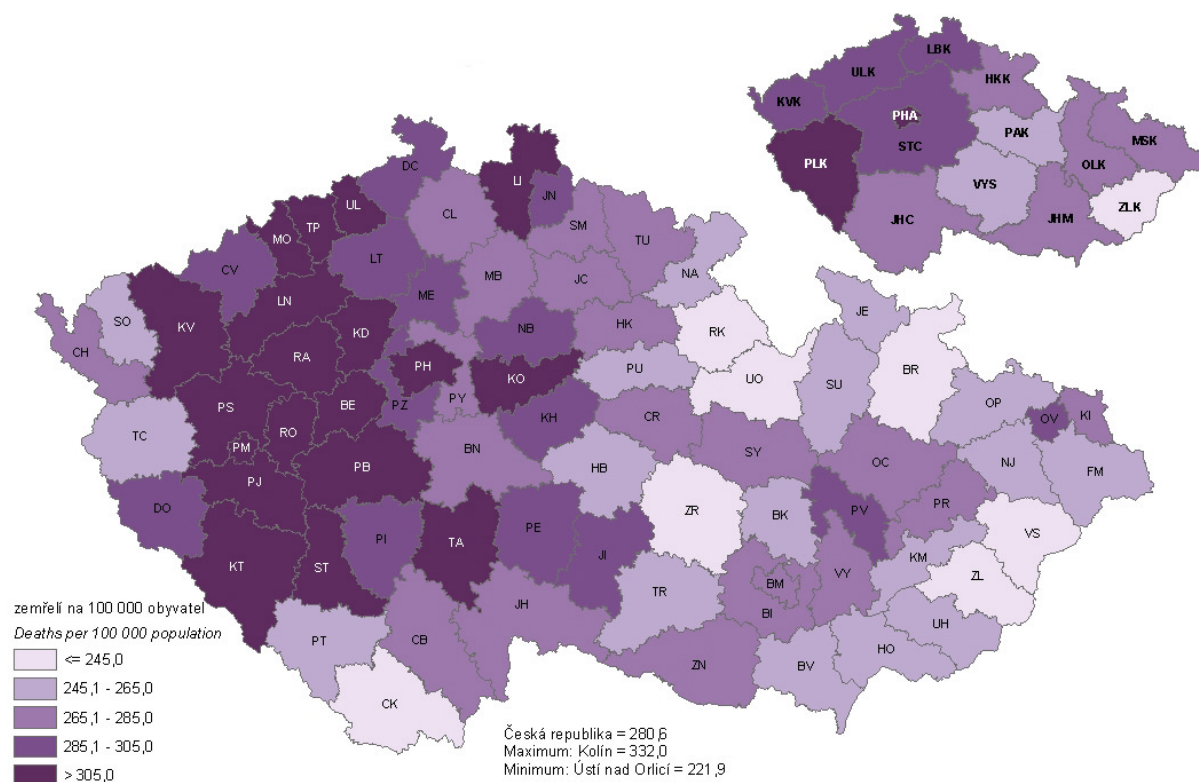 LBK
ULK
HKK
KVK
PHA
PAK
STC
MSK
PLK
OLK
VYS
ZLK
JHC
JHM
DC
LI
JN
UL
CL
TP
SM
MO
TU
LT
CV
MB
JC
NA
ME
LN
SO
KV
KD
NB
HK
RK
JE
CH
RA
PH
KO
PU
UO
SU
BR
PS
BE
PZ
PY
OP
RO
KH
CR
OV
KI
TC
PM
BN
SY
OC
NJ
PB
HB
FM
PJ
DO
PE
ZR
BK
PV
PR
VS
PI
TA
JI
KT
ST
KM
BM
VY
ZL
TR
JH
BI
PT
CB
UH
HO
ZN
BV
CK
zemřelí na 100 000 obyvatel
Deaths per 100 000 population
<= 245,0
245,1 - 265,0
265,1 - 285,0
285,1 - 305,0
> 305,0
Česká republika = 280,6
Maximum: Kolín = 332,0
Minimum: Ústí nad Orlicí = 221,9